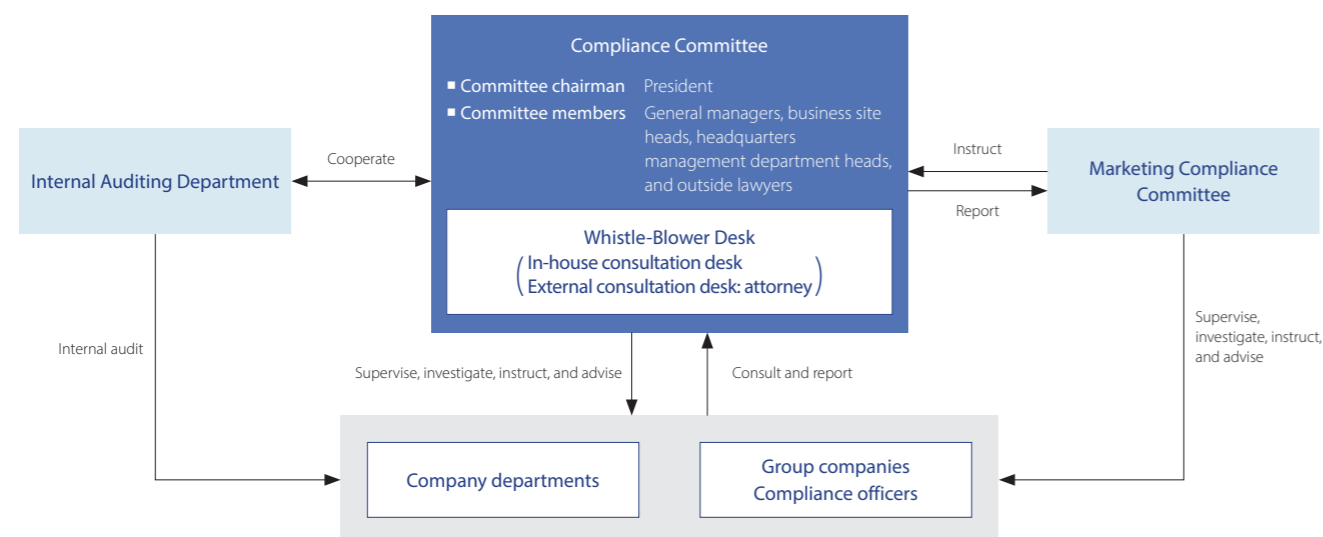 Compliance Committee
■ Committee chairman President
■ Committee members General managers, business site
heads, headquarters
management department heads,
and outside lawyers
Internal Auditing Department
Cooperate
Instruct
Report
Marketing Compliance
Committee
Whistle-Blower Desk
(In-house consultation desk
External consultation desk: attorney)
Internal audit
Supervise, investigate, instruct, and advise
Consult and report
Supervise,
investigate, instruct,
and advise
Company departments
Group companies
Compliance officers